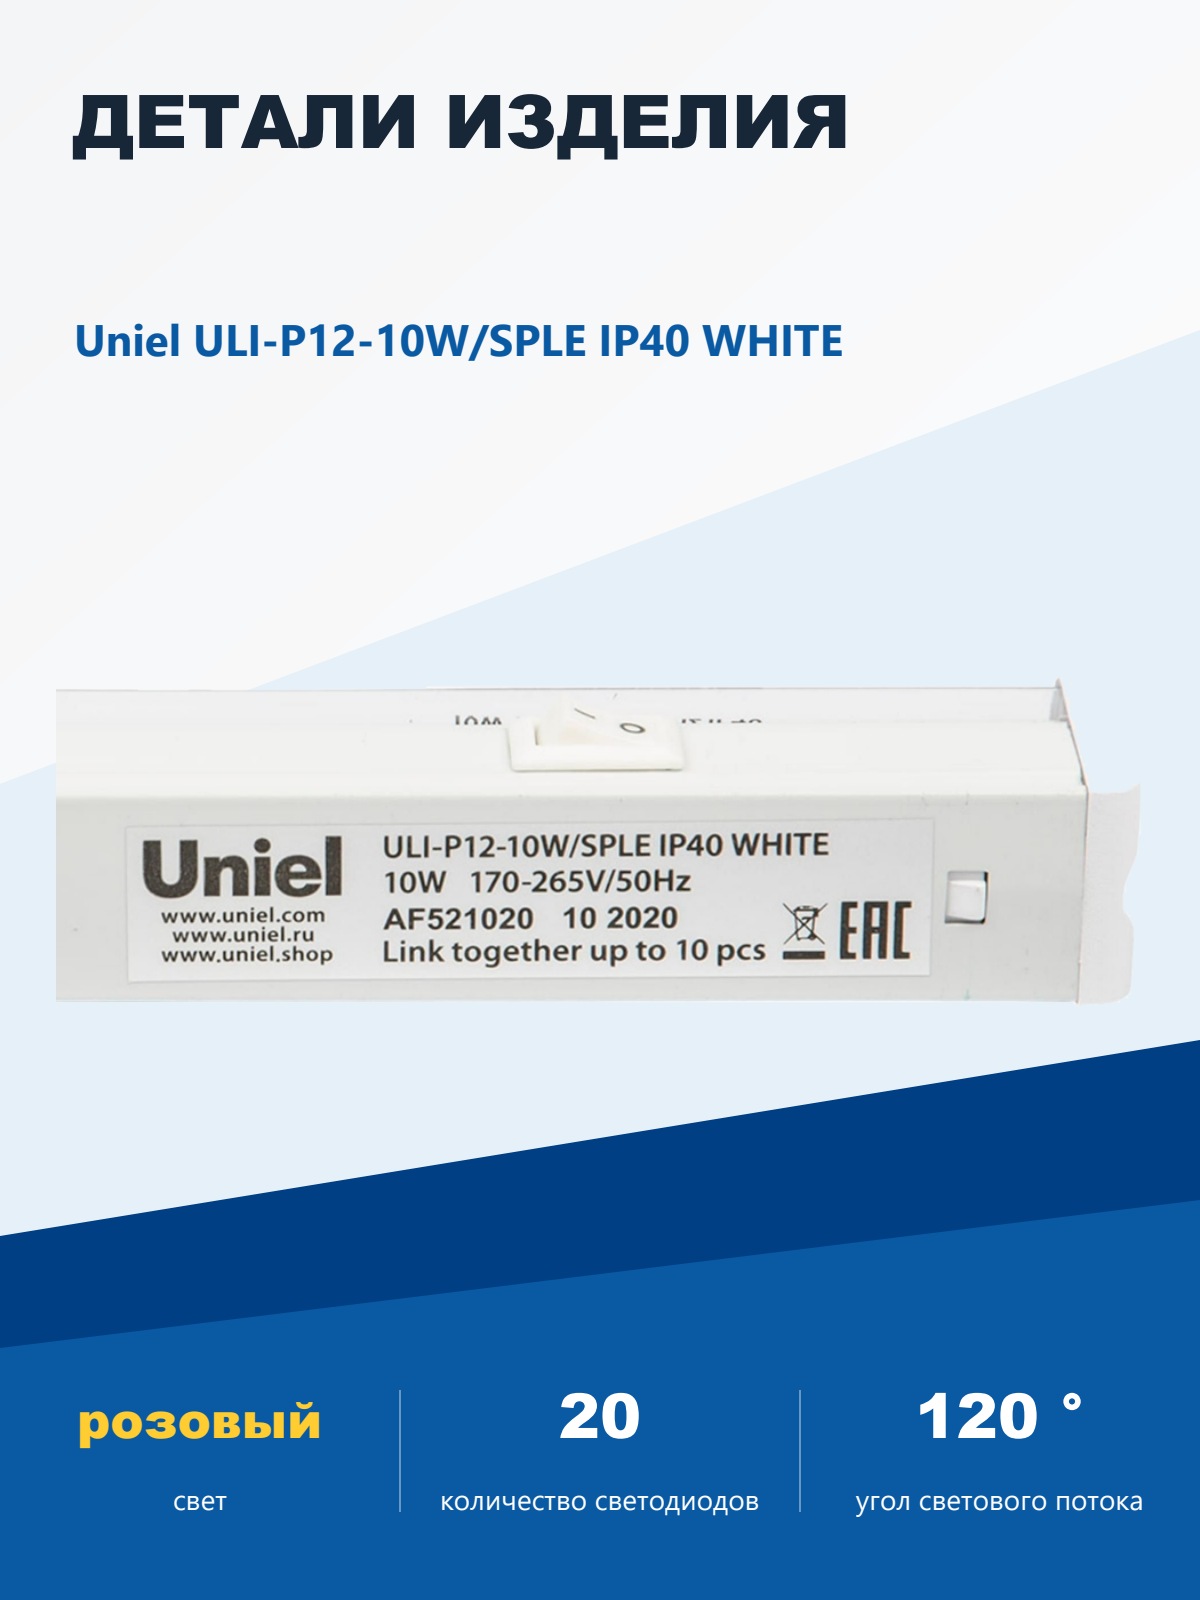 ДЕТАЛИ ИЗДЕЛИЯ
Uniel ULI-P12-10W/SPLE IP40 WHITE
Uniel
www.uniel.com
www.uniel.ru
www.uniel.shop
ULI-P12-10W/SPLE IP40 WHITE
10W 170-265V/50Hz
AF521020 10 2020
Link together up to 10 pcs
EAC
розовый
свет
20
количество светодиодов
120 °
угол светового потока